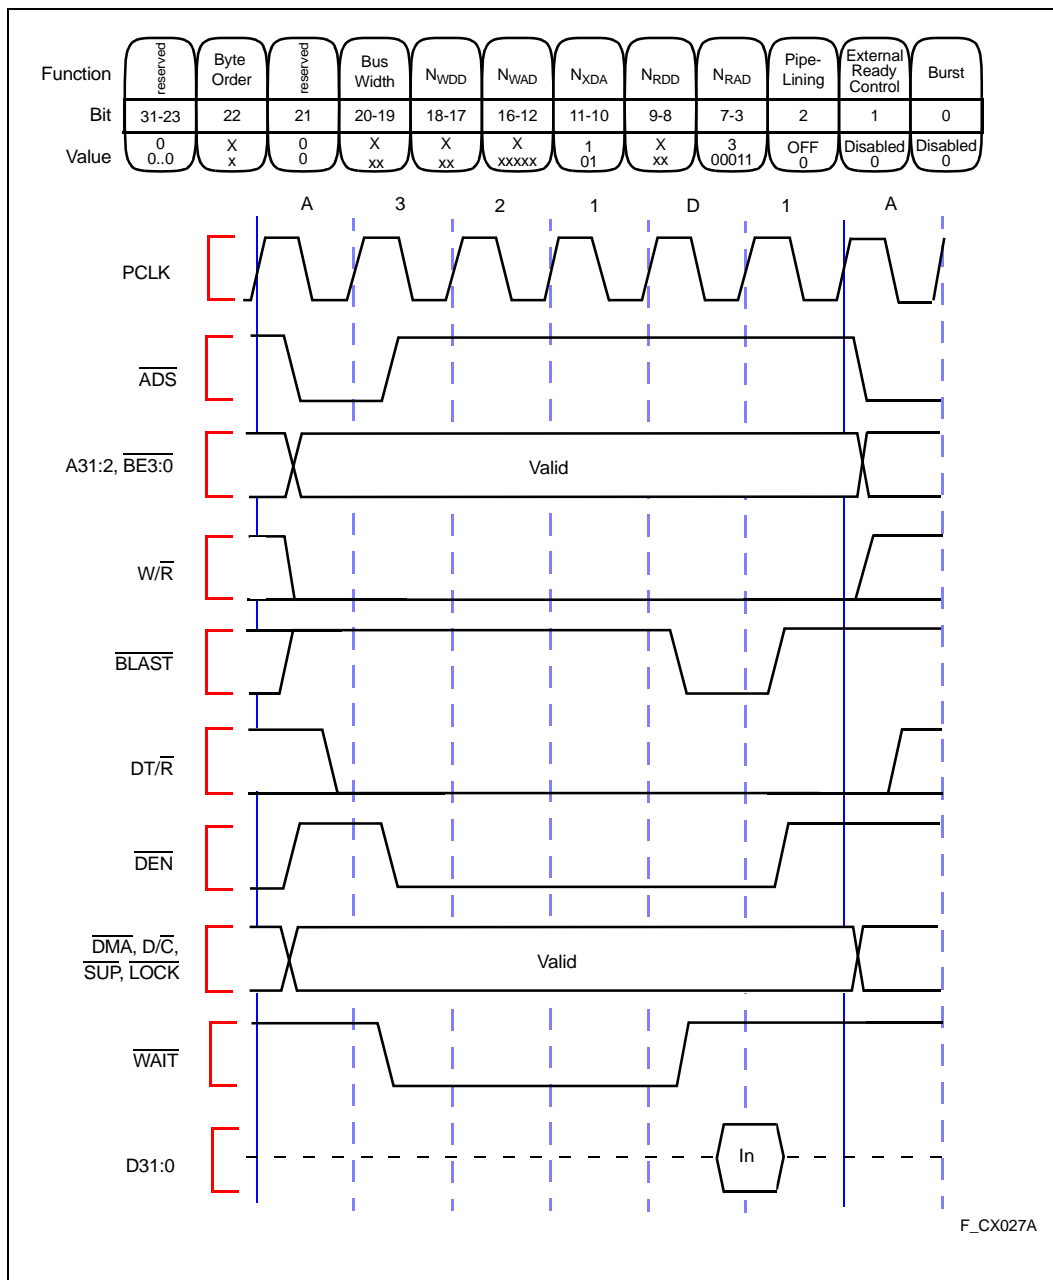 Function reserved Byte Order reserved Bus Width NWDD NWAD NXDA NRDD NRAD Pipe-Lining External Ready Control Burst
Bit 31-23 22 21 20-19 18-17 16-12 11-10 9-8 7-3 2 1 0
Value 0 X 0 X X X 1 X 3 OFF Disabled Disabled
0..0 x 0 xx xx xxxxx 01 xx 00011 0 0 0
A 3 2 1 D 1 A
PCLK
ADS
A31:2, BE3:0
Valid
W/R
BLAST
DT/R
DEN
DMA, D/C,
SUP, LOCK
Valid
WAIT
D31:0
In
F_CX027A